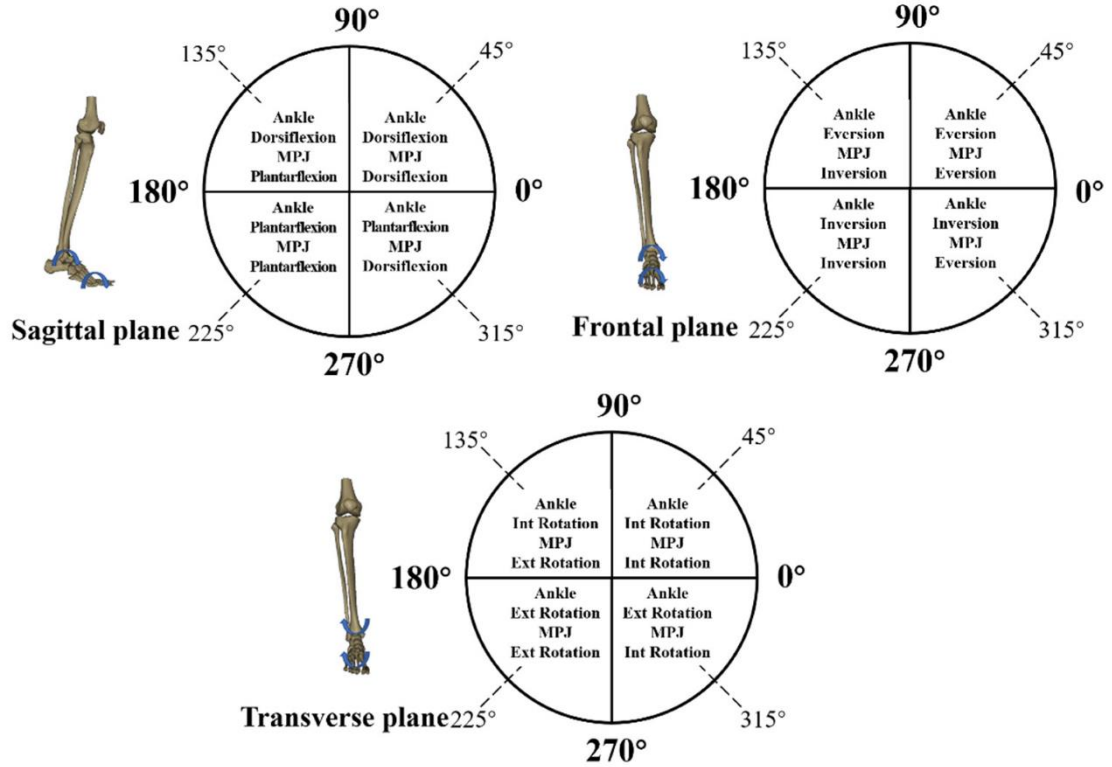 90°
135°
45°
Ankle
Dorsiflexion
MPJ
Plantarflexion
Ankle
Dorsiflexion
MPJ
Dorsiflexion
180°
0°
Ankle
Plantarflexion
MPJ
Plantarflexion
Ankle
Plantarflexion
MPJ
Dorsiflexion
Sagittal plane
225°
315°
270°
90°
135°
45°
Ankle
Eversion
MPJ
Inversion
Ankle
Eversion
MPJ
Eversion
180°
0°
Ankle
Inversion
MPJ
Inversion
Ankle
Inversion
MPJ
Eversion
Frontal plane
225°
315°
270°
90°
135°
45°
Ankle
Int Rotation
MPJ
Ext Rotation
Ankle
Int Rotation
MPJ
Int Rotation
180°
0°
Ankle
Ext Rotation
MPJ
Ext Rotation
Ankle
Ext Rotation
MPJ
Int Rotation
Transverse plane
225°
315°
270°